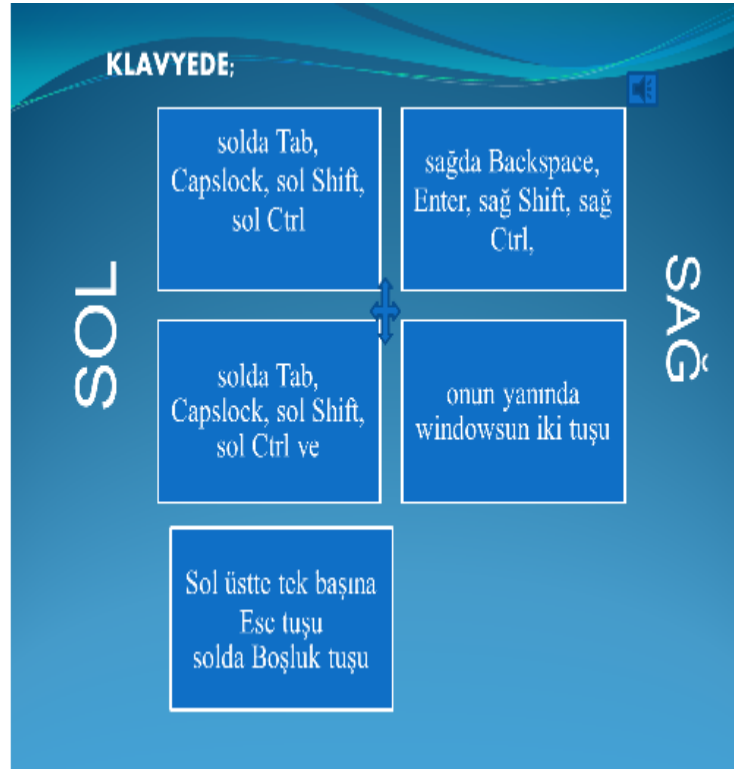 KLAVYEDE;
SOL
solda Tab,
Capslock, sol Shift,
sol Ctrl
sağda Backspace,
Enter, sağ Shift, sağ
Ctrl,
SAĞ
solda Tab,
Capslock, sol Shift,
sol Ctrl ve
onun yanında
windowsun iki tuşu
Sol üstte tek başına
Esc tuşu
solda Boşluk tuşu